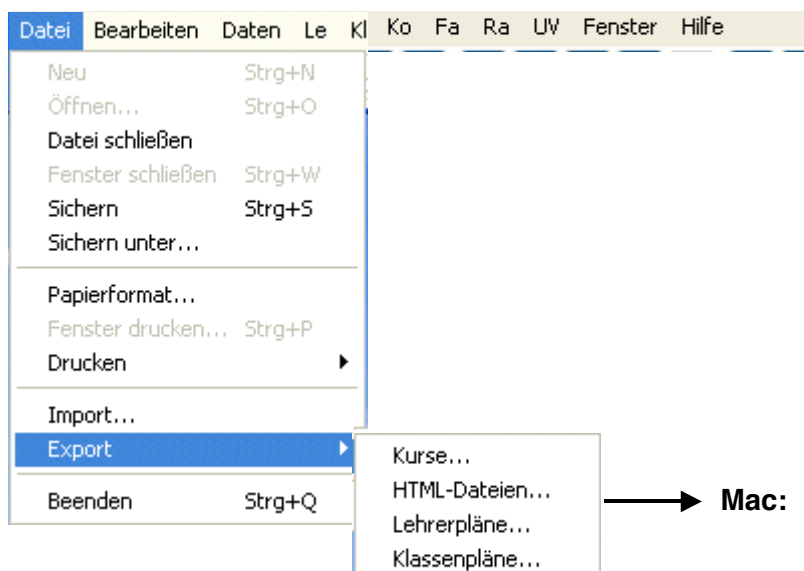 Datei Bearbeiten Daten Le Kl Ko Fa Ra UV Fenster Hilfe
Neu Strg+N
Öffnen... Strg+O
Datei schließen
Fenster schließen Strg+W
Sichern Strg+S
Sichern unter...
Papierformat...
Fenster drucken... Strg+P
Drucken
Import...
Export
Beenden Strg+Q
Kurse...
HTML-Dateien...
Lehrerpläne...
Klassenpläne...
Mac: